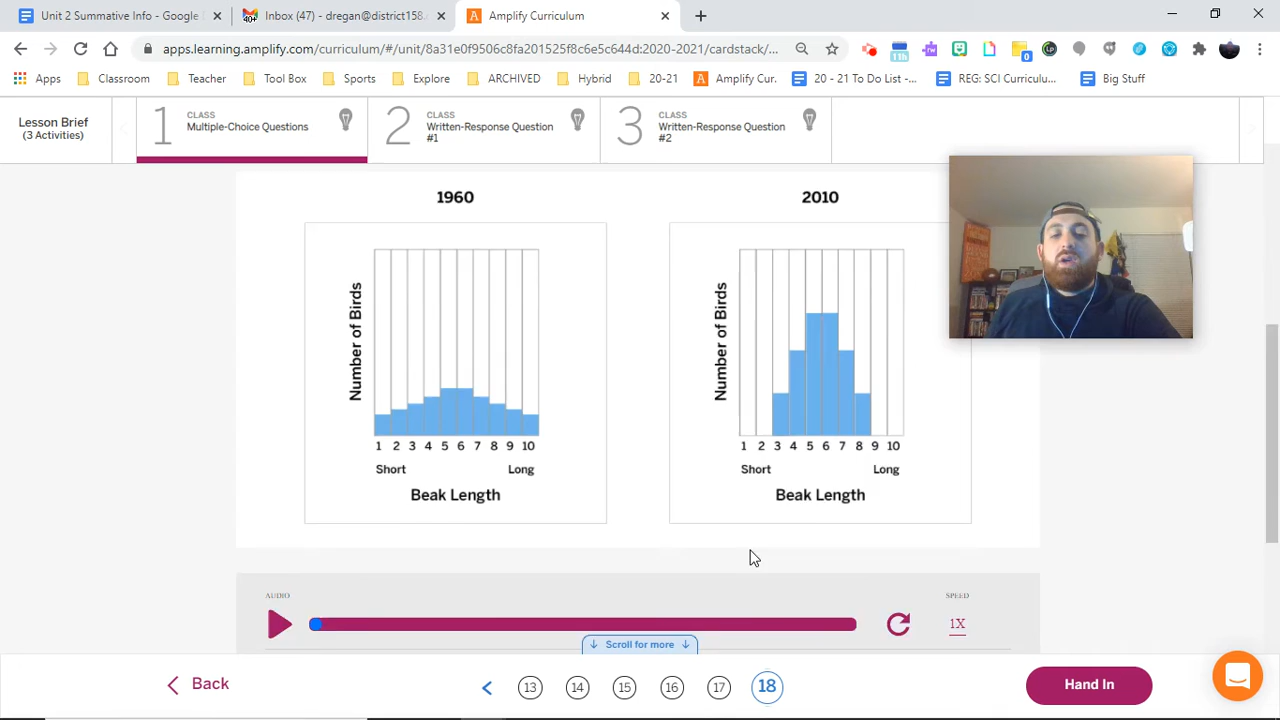 Unit 2 Summative Info - Google D
Inbox (47) - dregan@district158.
Amplify Curriculum
apps.learning.amplify.com/curriculum/#/unit/8a31e0f9506c8fa201525f8c6e5c644d:2020-2021/cardstack/...
Apps Classroom Teacher Tool Box Sports Explore ARCHIVED Hybrid 20-21 Amplify Cur. 20 - 21 To Do List -... REG: SCI Curriculu... Big Stuff
Lesson Brief
(3 Activities)
1 CLASS
Multiple-Choice Questions
2 CLASS
Written-Response Question
#1
3 CLASS
Written-Response Question
#2
1960
Number of Birds
1 2 3 4 5 6 7 8 9 10
Short Long
Beak Length
2010
Number of Birds
1 2 3 4 5 6 7 8 9 10
Short Long
Beak Length
AUDIO
SPEED
1X
Scroll for more
Back
13 14 15 16 17 18
Hand In